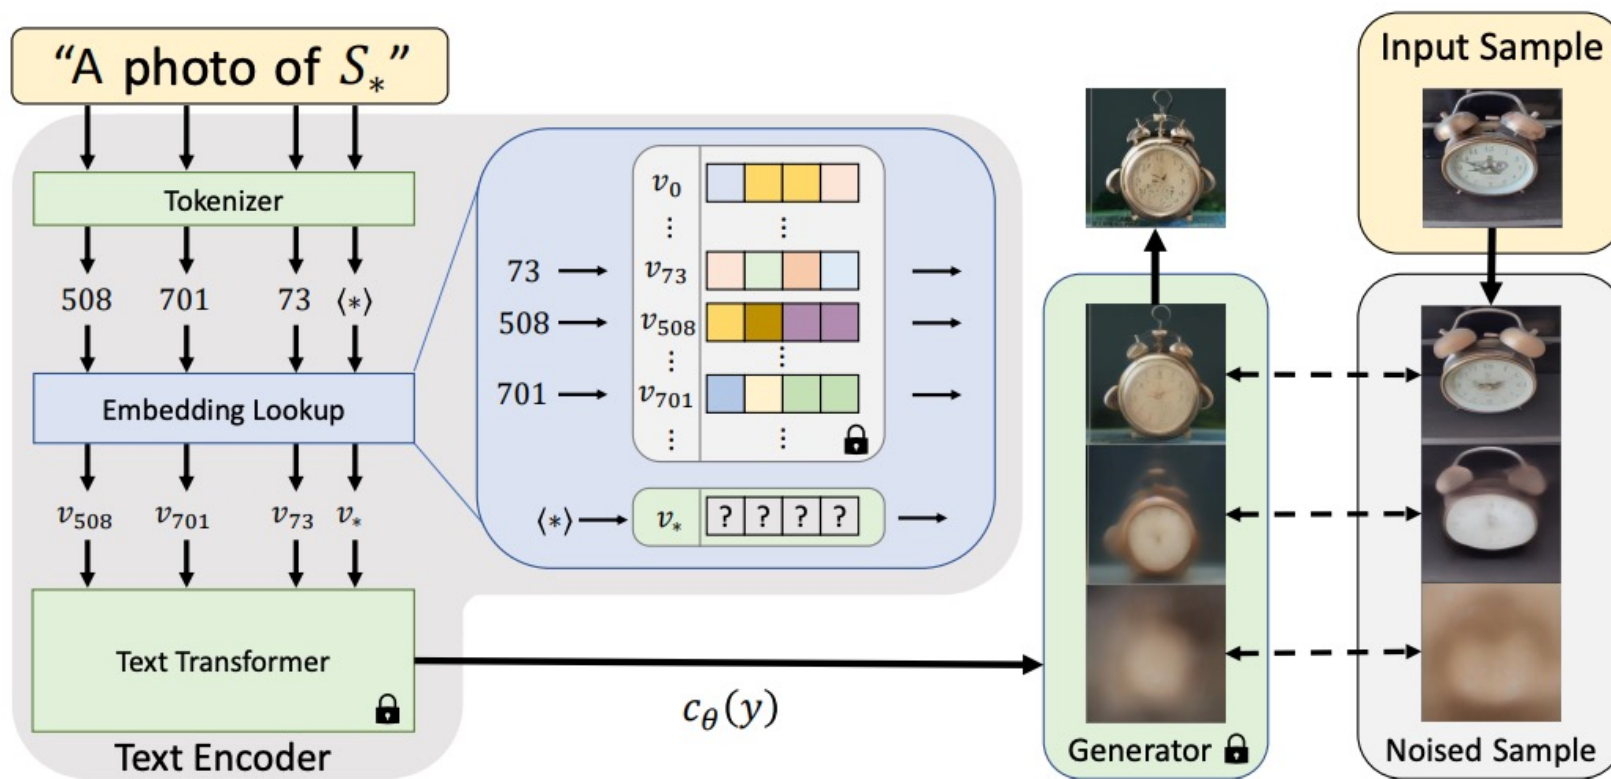 “A photo of S*”
Tokenizer
508 701 73 ⟨*⟩
Embedding Lookup
v508 v701 v73 v*
Text Transformer
Text Encoder
v0
⋮ ⋮
73 v73
508 v508
⋮ ⋮
701 v701
⋮ ⋮
⟨*⟩ v* ? ? ? ?
cθ(y)
Generator
Input Sample
Noised Sample